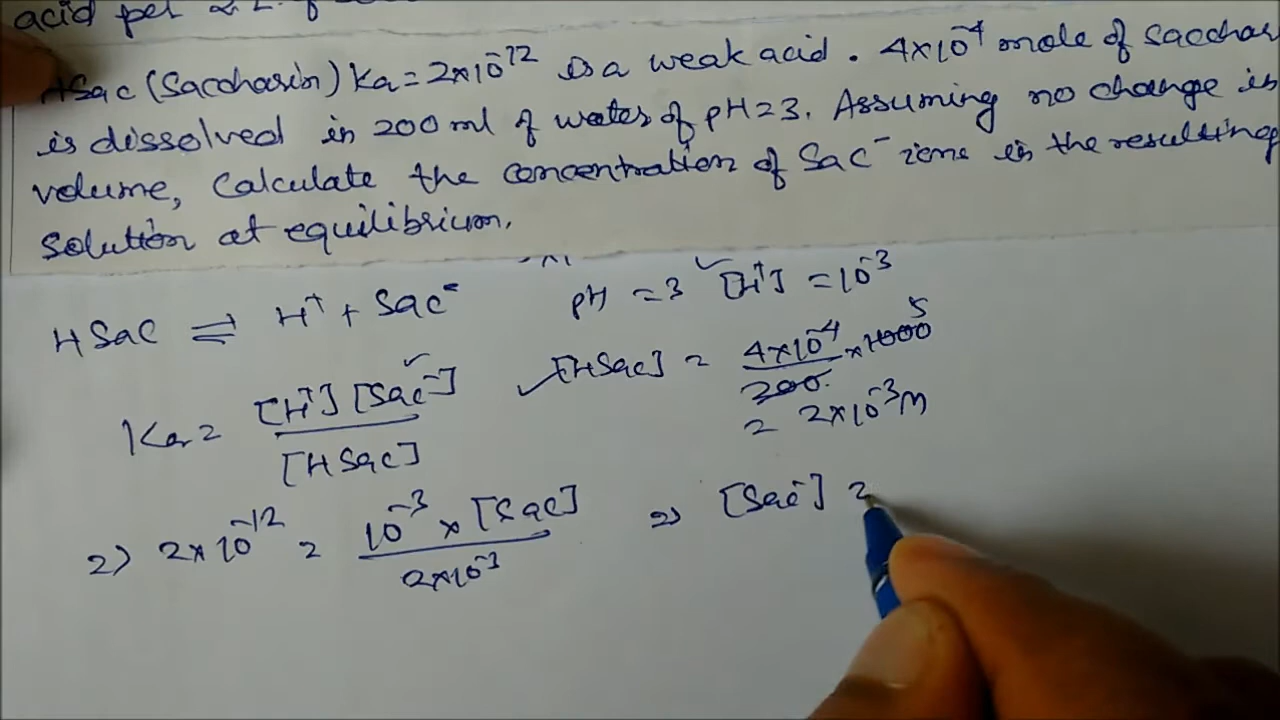 acid per 2L of
HSac (Saccharin) Ka = 2×10⁻¹² is a weak acid. 4×10⁻⁴ mole of sacchar
is dissolved in 200 ml of water of pH = 3. Assuming no change in
volume, Calculate the concentration of Sac⁻ ions in the resulting
solution at equilibrium.
HSac ⇌ H⁺ + Sac⁻
pH = 3 [H⁺] = 10⁻³
Ka = [H⁺] [Sac⁻] / [HSac]
[HSac] = 4×10⁻⁴ / 200 × 1000 5
= 2×10⁻³ M
⇒ 2×10⁻¹² = 10⁻³ × [Sac] / 2×10⁻³
⇒ [Sac⁻] =